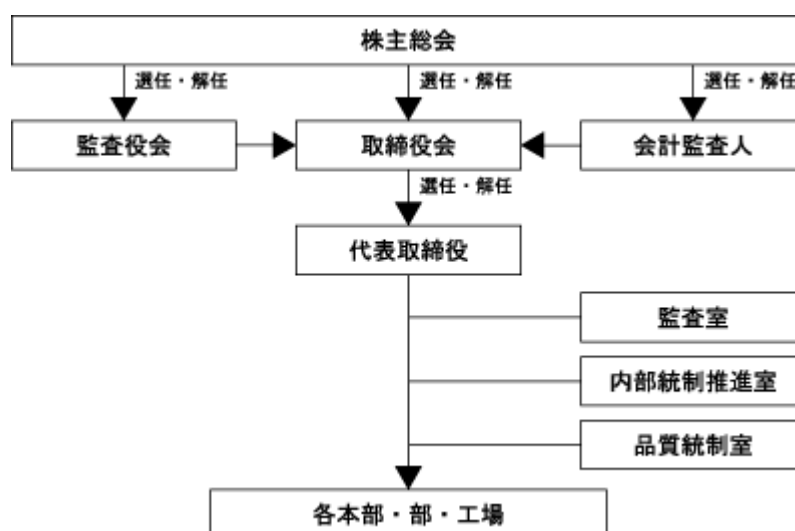 株主総会
選任・解任
選任・解任
選任・解任
監査役会
取締役会
会計監査人
選任・解任
代表取締役
監査室
内部統制推進室
品質統制室
各本部・部・工場